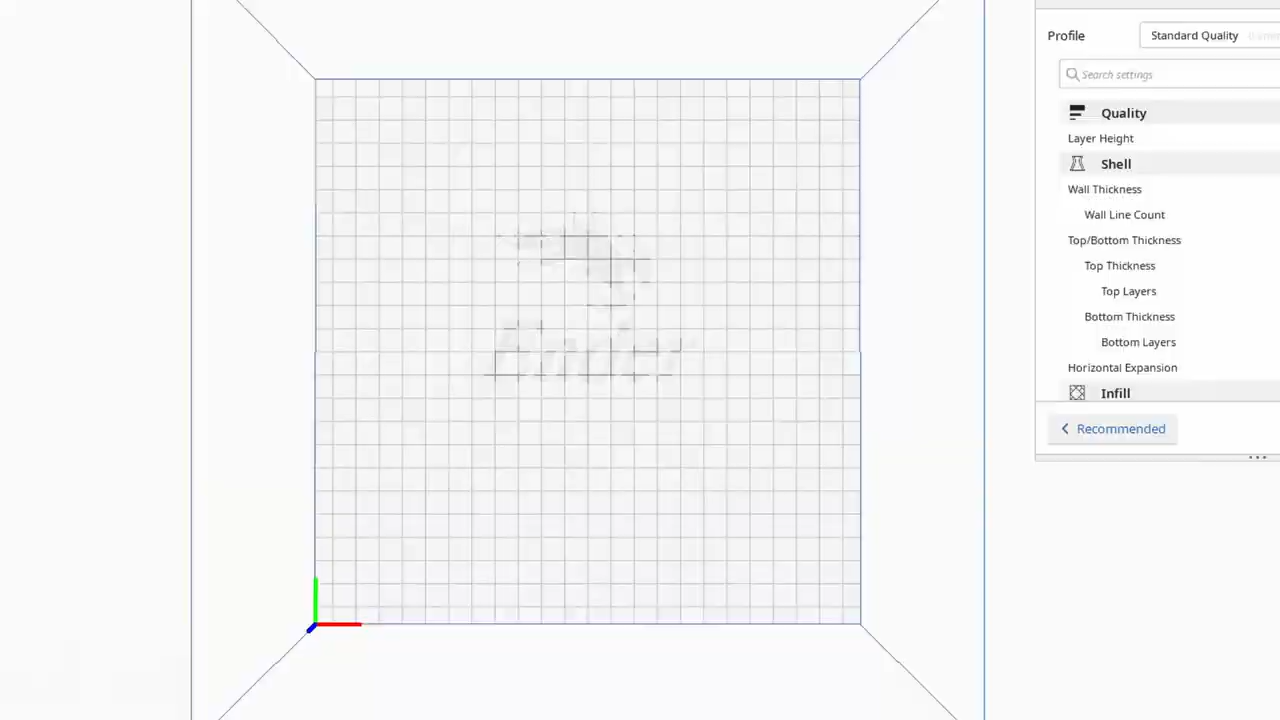 Profile
Standard Quality
Search settings
Quality
Layer Height
Shell
Wall Thickness
Wall Line Count
Top/Bottom Thickness
Top Thickness
Top Layers
Bottom Thickness
Bottom Layers
Horizontal Expansion
Infill
Recommended